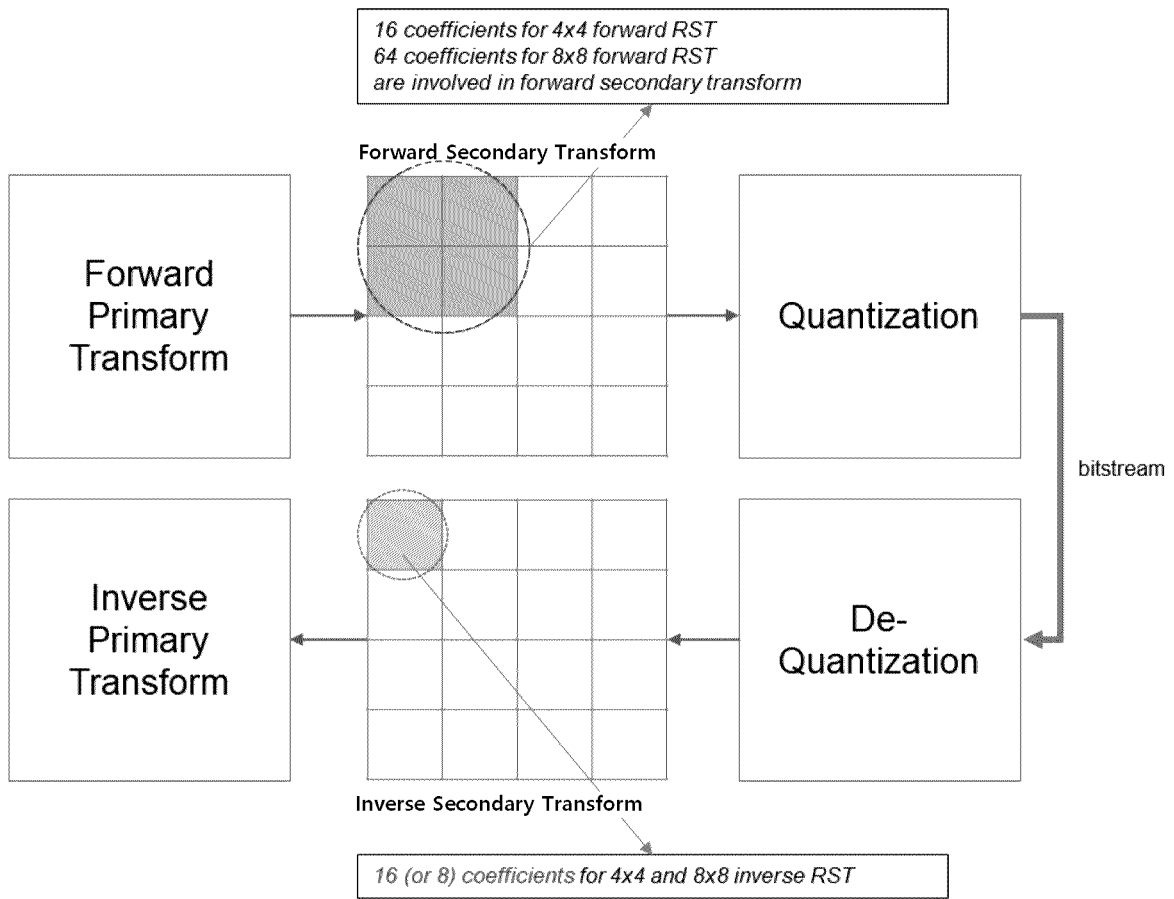 16 coefficients for 4x4 forward RST
64 coefficients for 8x8 forward RST
are involved in forward secondary transform
Forward Secondary Transform
Forward
Primary
Transform
Quantization
bitstream
Inverse
Primary
Transform
De-
Quantization
Inverse Secondary Transform
16 (or 8) coefficients for 4x4 and 8x8 inverse RST